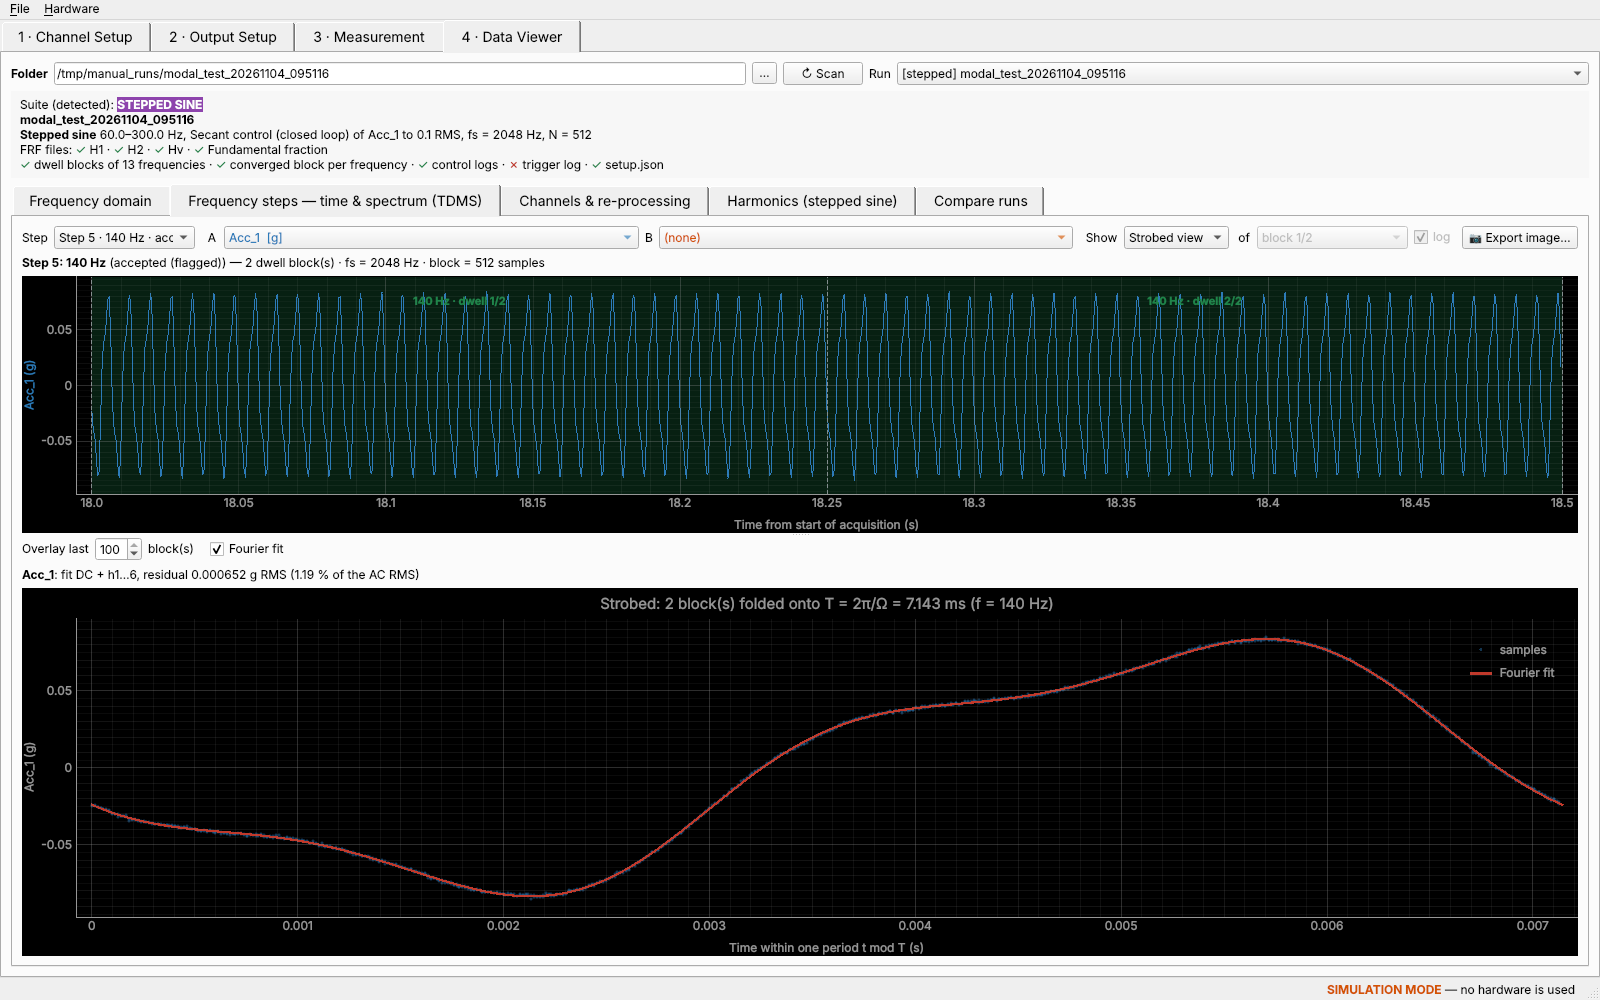 File Hardware
1 · Channel Setup 2 · Output Setup 3 · Measurement 4 · Data Viewer
Folder /tmp/manual_runs/modal_test_20261104_095116 ... Scan Run [stepped] modal_test_20261104_095116
Suite (detected): STEPPED SINE
modal_test_20261104_095116
Stepped sine 60.0–300.0 Hz, Secant control (closed loop) of Acc_1 to 0.1 RMS, fs = 2048 Hz, N = 512
FRF files: ✓ H1 · ✓ H2 · ✓ Hv · ✓ Fundamental fraction
✓ dwell blocks of 13 frequencies · ✓ converged block per frequency · ✓ control logs · ✗ trigger log · ✓ setup.json
Frequency domain Frequency steps — time & spectrum (TDMS) Channels & re-processing Harmonics (stepped sine) Compare runs
Step Step 5 · 140 Hz · acc A Acc_1 [g] B (none) Show Strobed view of block 1/2 log Export image...
Step 5: 140 Hz (accepted (flagged)) — 2 dwell block(s) · fs = 2048 Hz · block = 512 samples
140 Hz · dwell 1/2 140 Hz · dwell 2/2
0.05
0
-0.05
Acc_1 (g)
18.0 18.05 18.1 18.15 18.2 18.25 18.3 18.35 18.4 18.45 18.5
Time from start of acquisition (s)
Overlay last 100 block(s) Fourier fit
Acc_1: fit DC + h1…6, residual 0.000652 g RMS (1.19 % of the AC RMS)
Strobed: 2 block(s) folded onto T = 2π/Ω = 7.143 ms (f = 140 Hz)
samples
Fourier fit
0.05
0
-0.05
Acc_1 (g)
0 0.001 0.002 0.003 0.004 0.005 0.006 0.007
Time within one period t mod T (s)
SIMULATION MODE — no hardware is used